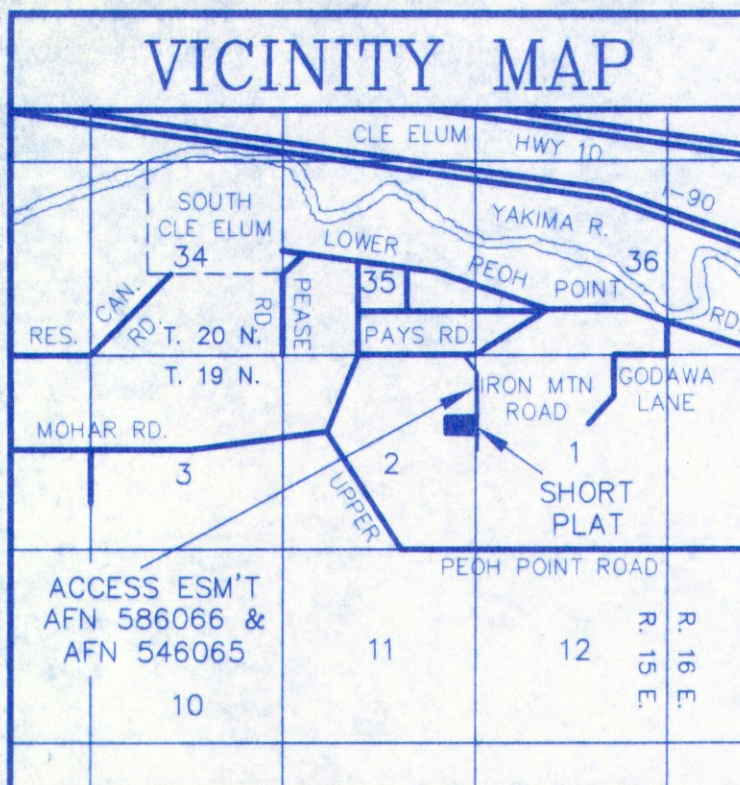 VICINITY MAP
CLE ELUM
HWY 10
I-90
SOUTH
CLE ELUM
34
YAKIMA R.
36
LOWER
PEOH
POINT
RD.
35
CAN.
RD.
RES.
RD
PEASE
T. 20 N.
PAYS RD.
T. 19 N.
IRON MTN
ROAD
GODAWA
LANE
MOHAR RD.
3
2
1
UPPER
SHORT
PLAT
PEOH POINT ROAD
ACCESS ESM'T
AFN 586066 &
AFN 546065
10
11
12
R. 15 E.
R. 16 E.